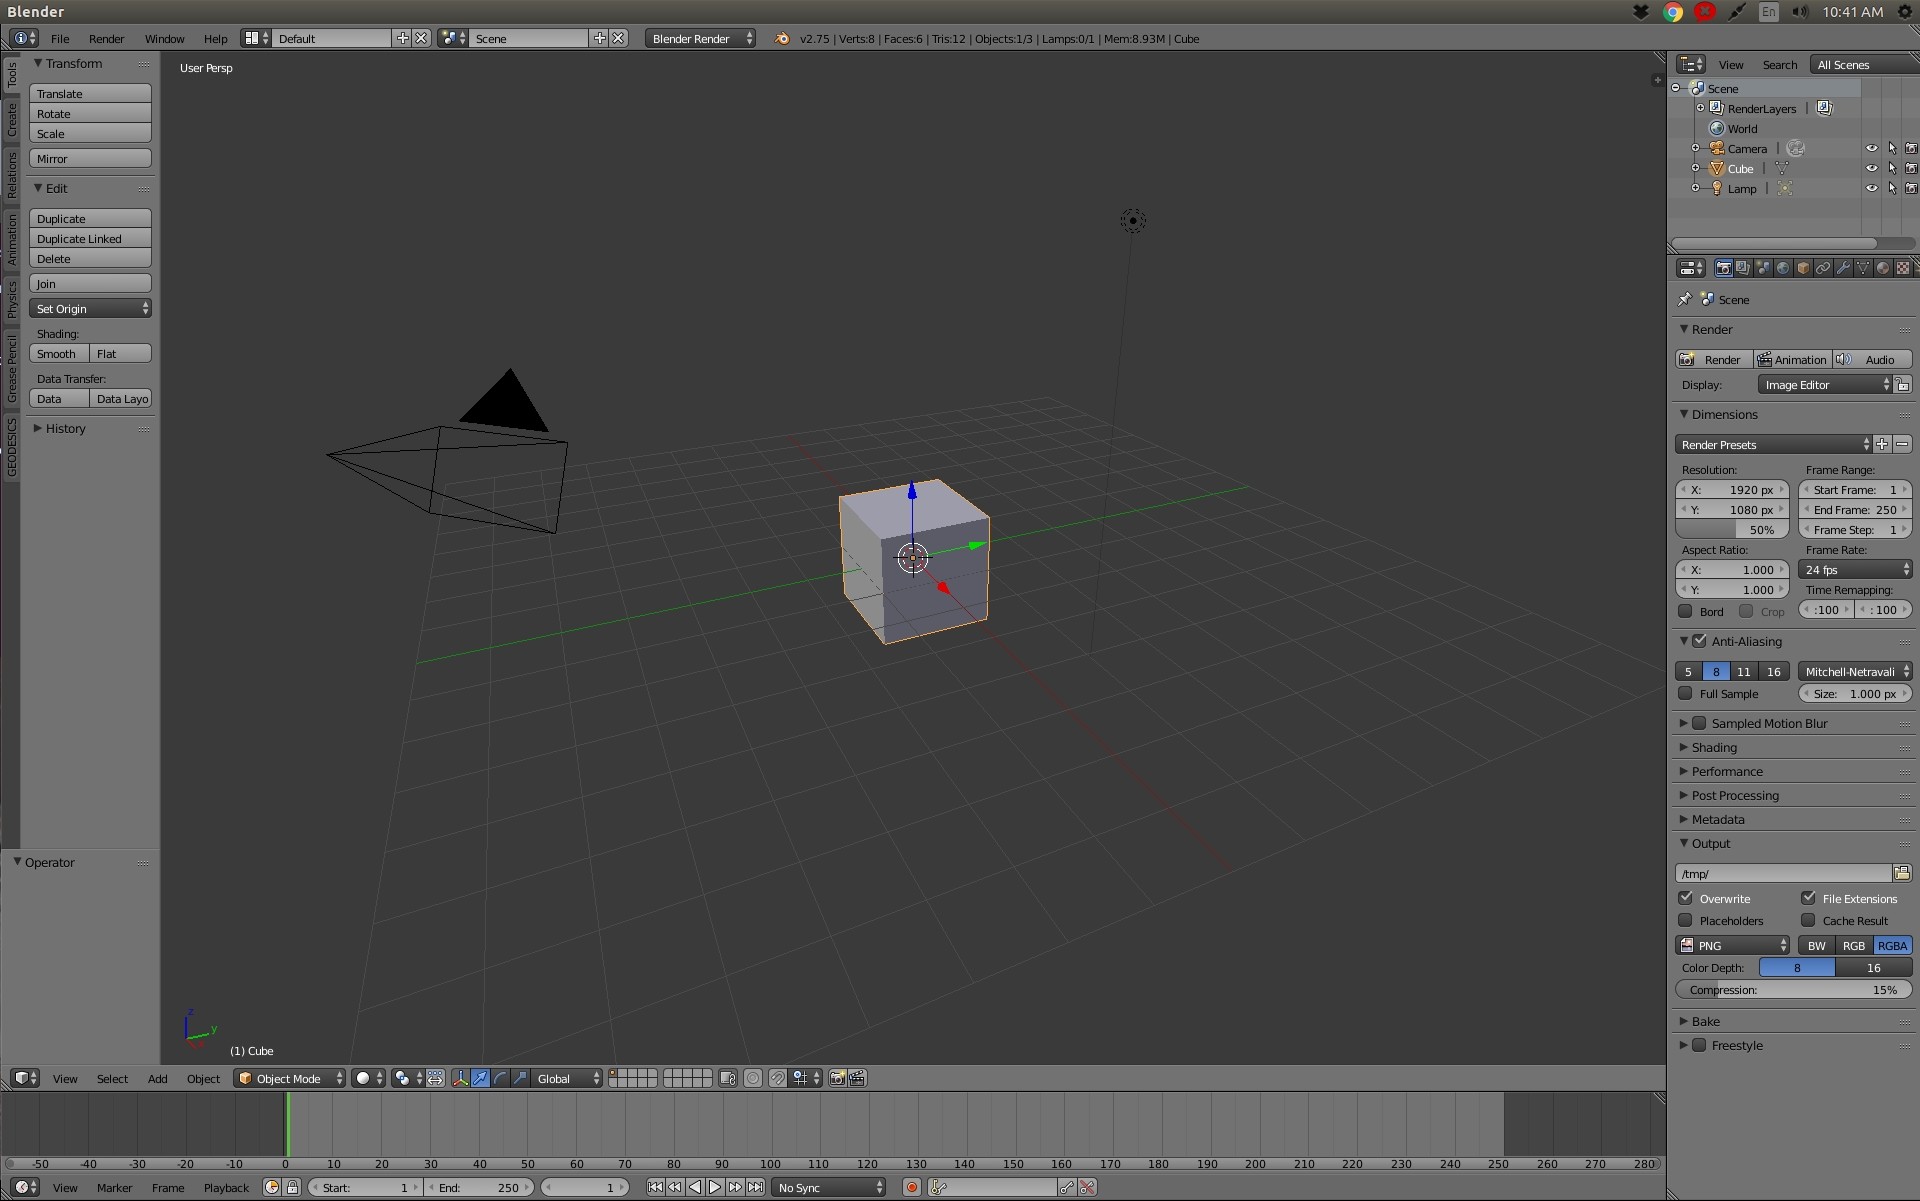 Blender
En 10:41 AM
File Render Window Help Default Scene Blender Render v2.75 | Verts:8 | Faces:6 | Tris:12 | Objects:1/3 | Lamps:0/1 | Mem:8.93M | Cube
Tools
Create
Relations
Animation
Physics
Grease Pencil
GEODESICS
Transform
Translate
Rotate
Scale
Mirror
Edit
Duplicate
Duplicate Linked
Delete
Join
Set Origin
Shading:
Smooth Flat
Data Transfer:
Data Data Layo
History
Operator
User Persp
z
y
(1) Cube
View Select Add Object Object Mode Global
-50 -40 -30 -20 -10 0 10 20 30 40 50 60 70 80 90 100 110 120 130 140 150 160 170 180 190 200 210 220 230 240 250 260 270 280
View Marker Frame Playback Start: 1 End: 250 1 No Sync
View Search All Scenes
Scene
RenderLayers
World
Camera
Cube
Lamp
Scene
Render
Render Animation Audio
Display: Image Editor
Dimensions
Render Presets
Resolution: Frame Range:
X: 1920 px Start Frame: 1
Y: 1080 px End Frame: 250
50% Frame Step: 1
Aspect Ratio: Frame Rate:
X: 1.000 24 fps
Y: 1.000 Time Remapping:
Bord Crop :100 : 100
Anti-Aliasing
5 8 11 16 Mitchell-Netravali
Full Sample Size: 1.000 px
Sampled Motion Blur
Shading
Performance
Post Processing
Metadata
Output
/tmp/
Overwrite File Extensions
Placeholders Cache Result
PNG BW RGB RGBA
Color Depth: 8 16
Compression: 15%
Bake
Freestyle